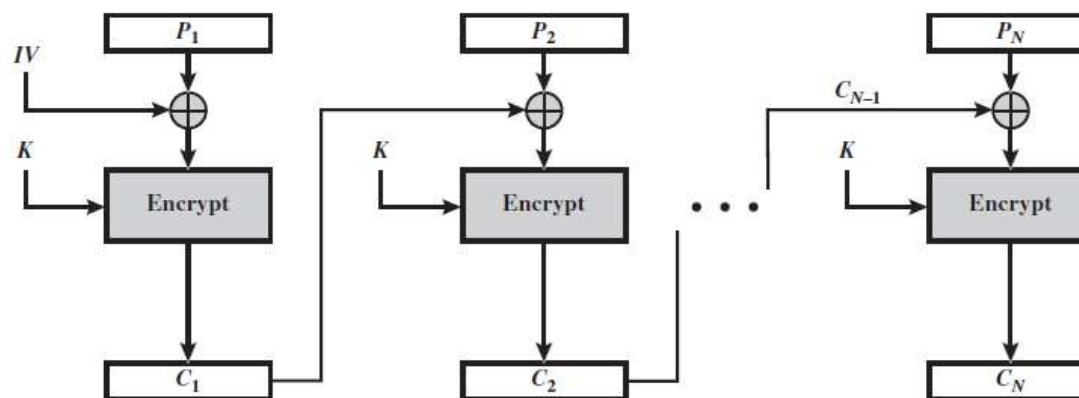 P1 P2 PN
IV
CN–1
K K K
Encrypt Encrypt Encrypt
• • •
C1 C2 CN